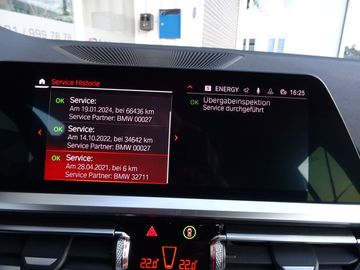 Service Historie
ENERGY
16:25
OK Service:
Am 19.01.2024, bei 66436 km
Service Partner: BMW 00027
OK Service:
Am 14.10.2022, bei 34642 km
Service Partner: BMW 00027
OK Service:
Am 28.04.2021, bei 6 km
Service Partner: BMW 32711
OK Übergabeinspektion
Service durchgeführt
22.0
22.0